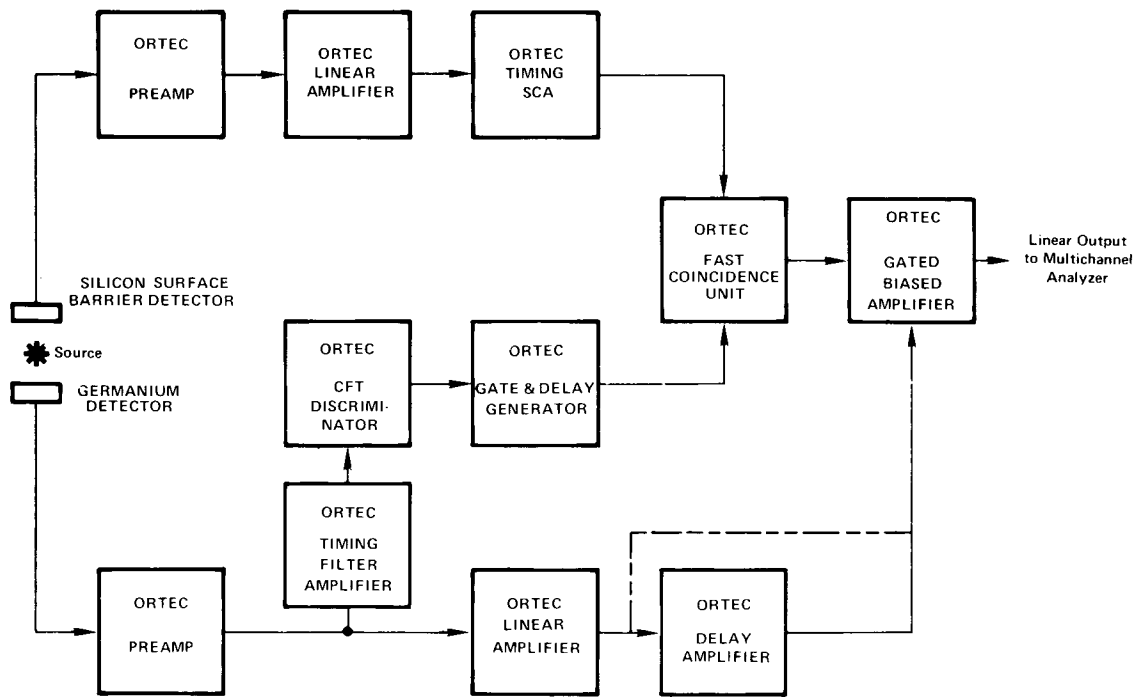 ORTEC
PREAMP
ORTEC
LINEAR
AMPLIFIER
ORTEC
TIMING
SCA
SILICON SURFACE
BARRIER DETECTOR
Source
GERMANIUM
DETECTOR
ORTEC
CFT
DISCRIMI-
NATOR
ORTEC
GATE & DELAY
GENERATOR
ORTEC
FAST
COINCIDENCE
UNIT
ORTEC
GATED
BIASED
AMPLIFIER
Linear Output
to Multichannel
Analyzer
ORTEC
TIMING
FILTER
AMPLIFIER
ORTEC
PREAMP
ORTEC
LINEAR
AMPLIFIER
ORTEC
DELAY
AMPLIFIER